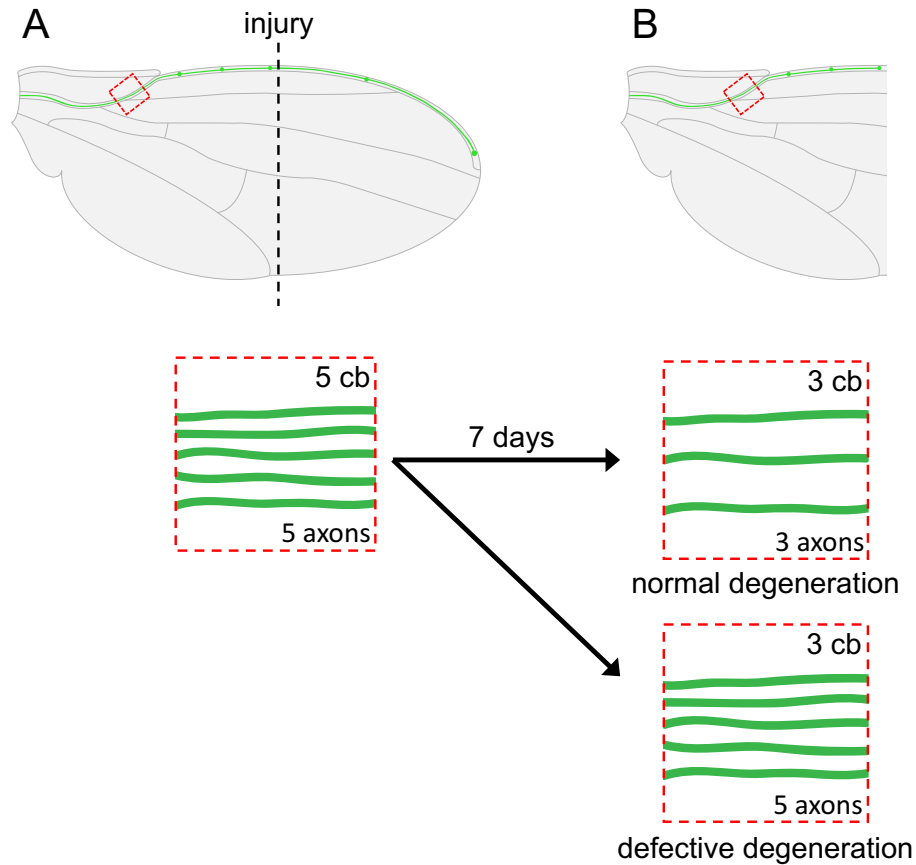 A
injury
B
5 cb
5 axons
7 days
3 cb
3 axons
normal degeneration
3 cb
5 axons
defective degeneration